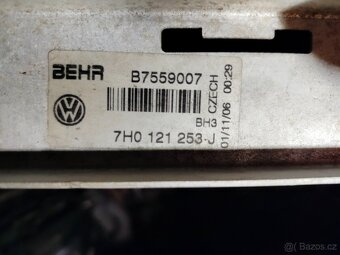 BEHR B7559007
BH3
CZECH
01/11/06 00:29
7H0 121 253 J
© Bazos.cz